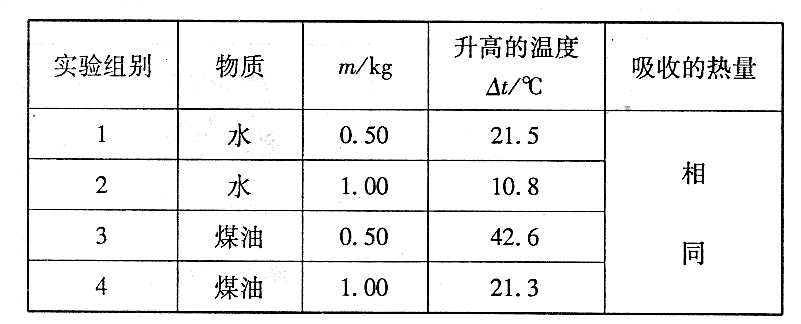 实验组别 物质 m/kg 升高的温度 Δt/℃ 吸收的热量
1 水 0.50 21.5 相同
2 水 1.00 10.8
3 煤油 0.50 42.6
4 煤油 1.00 21.3